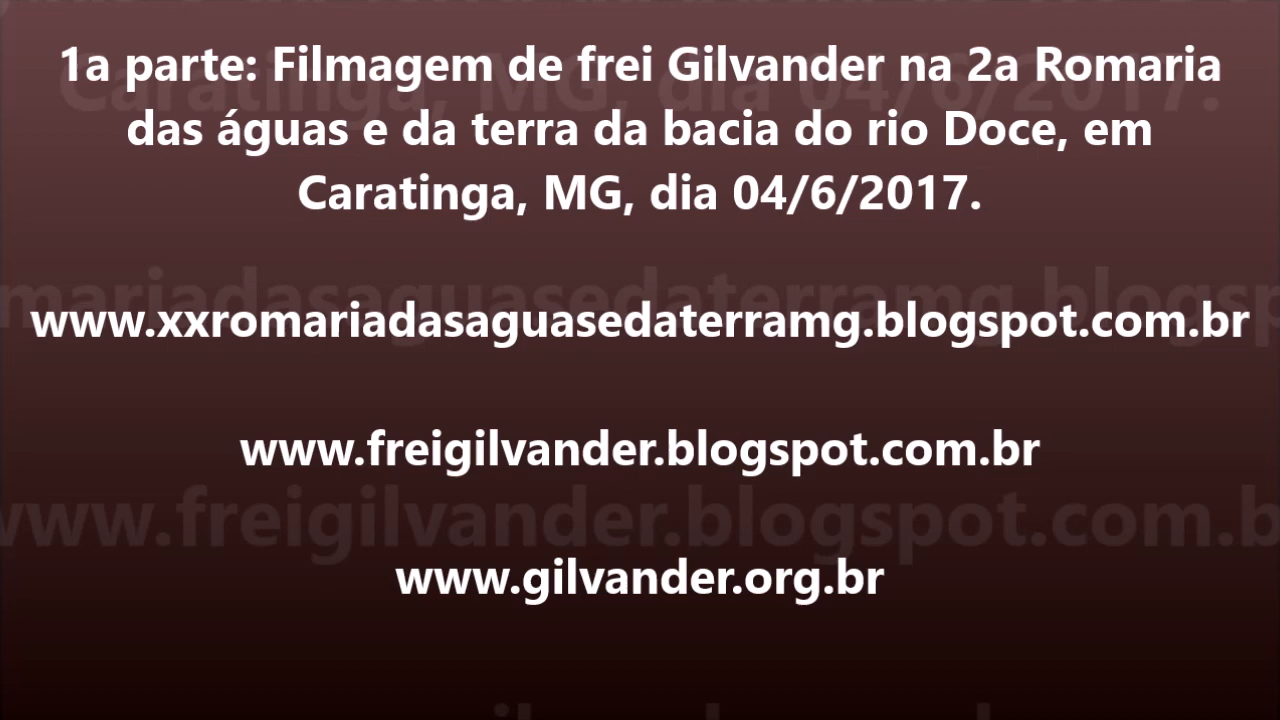 1a parte: Filmagem de frei Gilvander na 2a Romaria
das águas e da terra da bacia do rio Doce, em
Caratinga, MG, dia 04/6/2017.
www.xxromariadasaguasedaterramg.blogspot.com.br
www.freigilvander.blogspot.com.br
www.gilvander.org.br